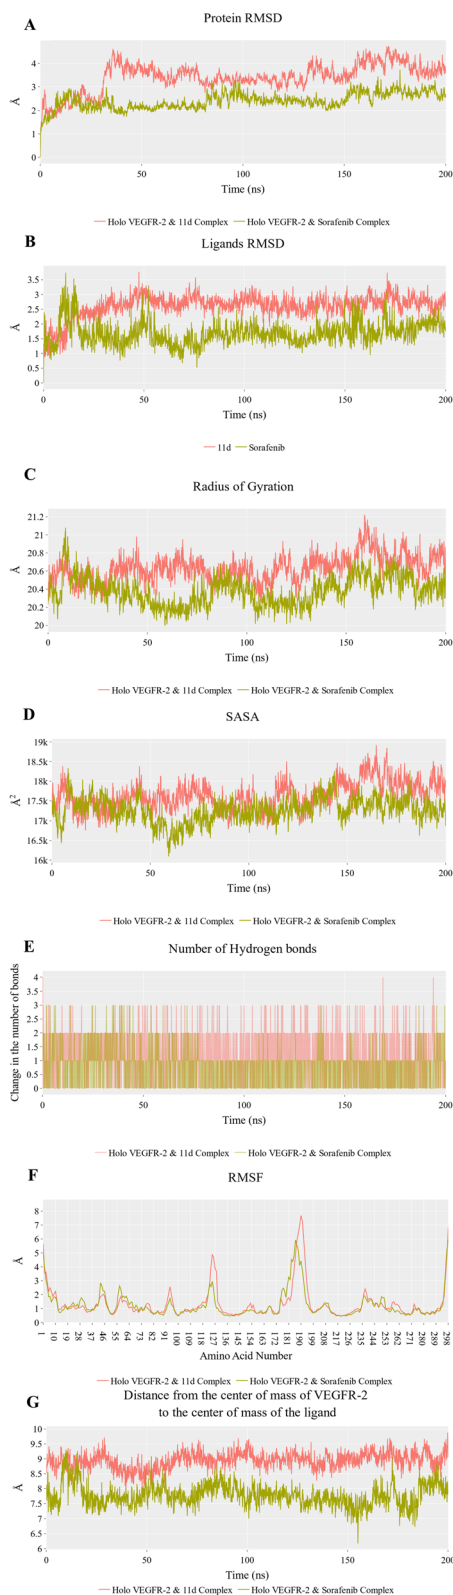 A
Protein RMSD
4
3
2
1
0
Å
0 50 100 150 200
Time (ns)
Holo VEGFR-2 & 11d Complex Holo VEGFR-2 & Sorafenib Complex
B
Ligands RMSD
3.5
3
2.5
2
1.5
1
0.5
0
Å
0 50 100 150 200
Time (ns)
11d Sorafenib
C
Radius of Gyration
21.2
21
20.8
20.6
20.4
20.2
20
Å
0 50 100 150 200
Time (ns)
Holo VEGFR-2 & 11d Complex Holo VEGFR-2 & Sorafenib Complex
D
SASA
19k
18.5k
18k
17.5k
17k
16.5k
16k
Å2
0 50 100 150 200
Time (ns)
Holo VEGFR-2 & 11d Complex Holo VEGFR-2 & Sorafenib Complex
E
Number of Hydrogen bonds
4
3.5
3
2.5
2
1.5
1
0.5
0
Change in the number of bonds
0 50 100 150 200
Time (ns)
Holo VEGFR-2 & 11d Complex Holo VEGFR-2 & Sorafenib Complex
F
RMSF
8
7
6
5
4
3
2
1
0
Å
1 10 19 28 37 46 55 64 73 82 91 100 109 118 127 136 145 154 163 172 181 190 199 208 217 226 235 244 253 262 271 280 289 298
Amino Acid Number
Holo VEGFR-2 & 11d Complex Holo VEGFR-2 & Sorafenib Complex
G
Distance from the center of mass of VEGFR-2
to the center of mass of the ligand
10
9.5
9
8.5
8
7.5
7
6.5
6
Å
0 50 100 150 200
Time (ns)
Holo VEGFR-2 & 11d Complex Holo VEGFR-2 & Sorafenib Complex